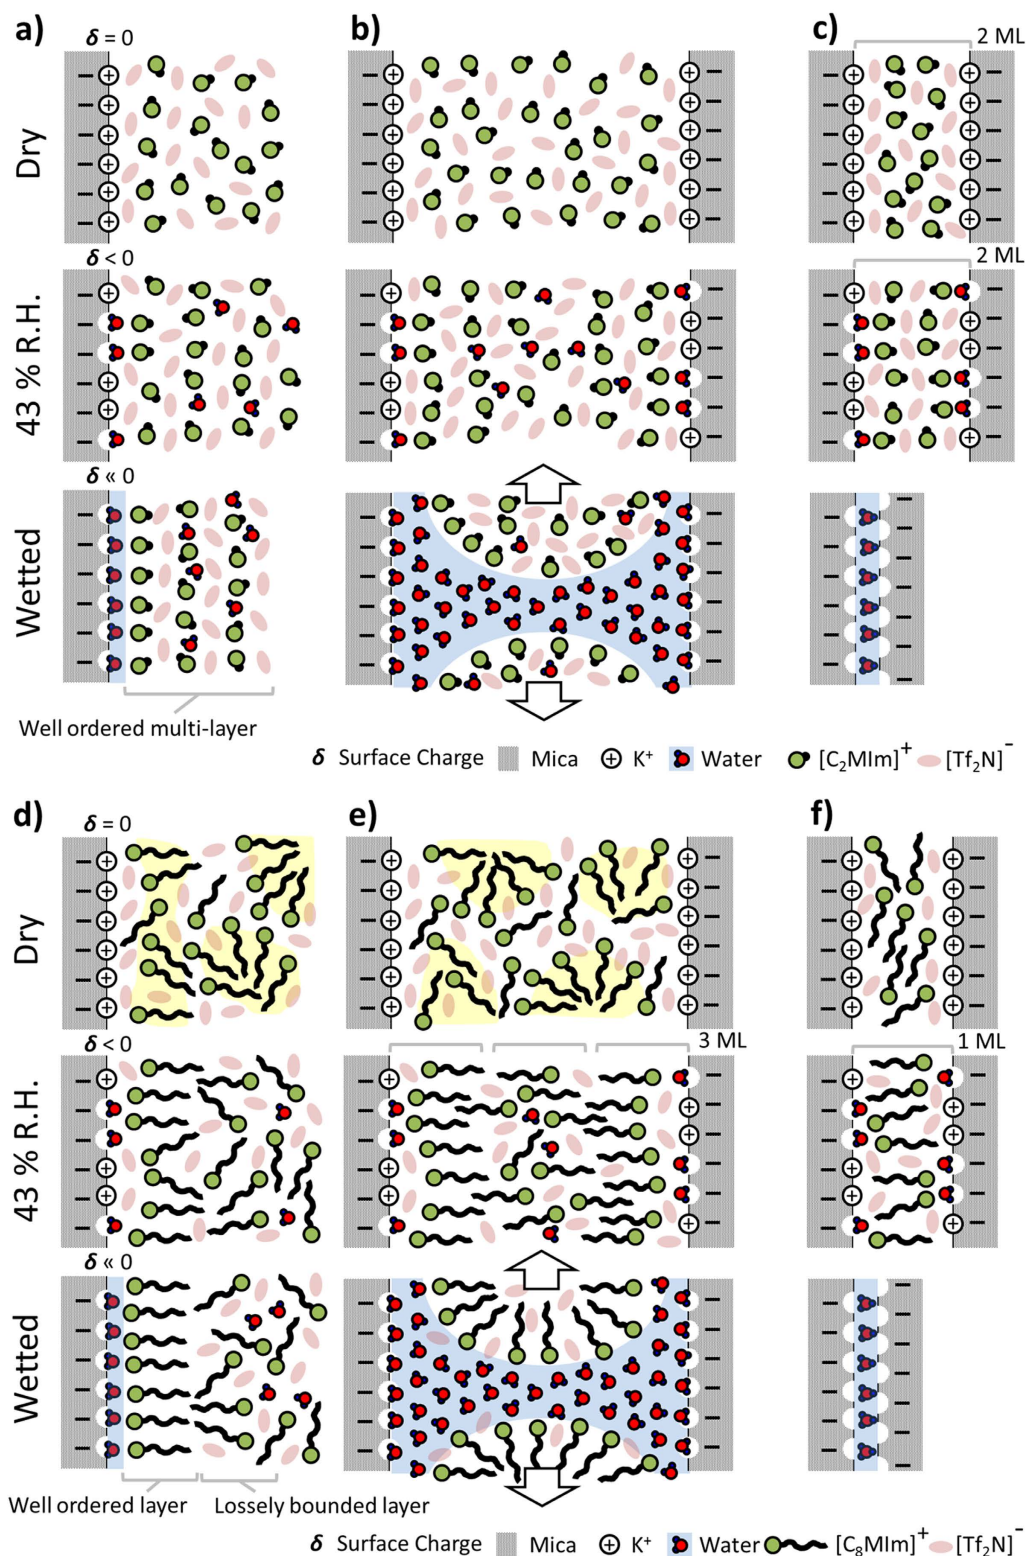 a)
b)
c)
δ = 0
2 ML
Dry
δ < 0
2 ML
43 % R.H.
δ ≪ 0
Wetted
Well ordered multi-layer
δ Surface Charge Mica K⁺ Water [C₂MIm]⁺ [Tf₂N]⁻
d)
e)
f)
δ = 0
Dry
δ < 0
3 ML
1 ML
43 % R.H.
δ ≪ 0
Wetted
Well ordered layer
Lossely bounded layer
δ Surface Charge Mica K⁺ Water [C₈MIm]⁺ [Tf₂N]⁻